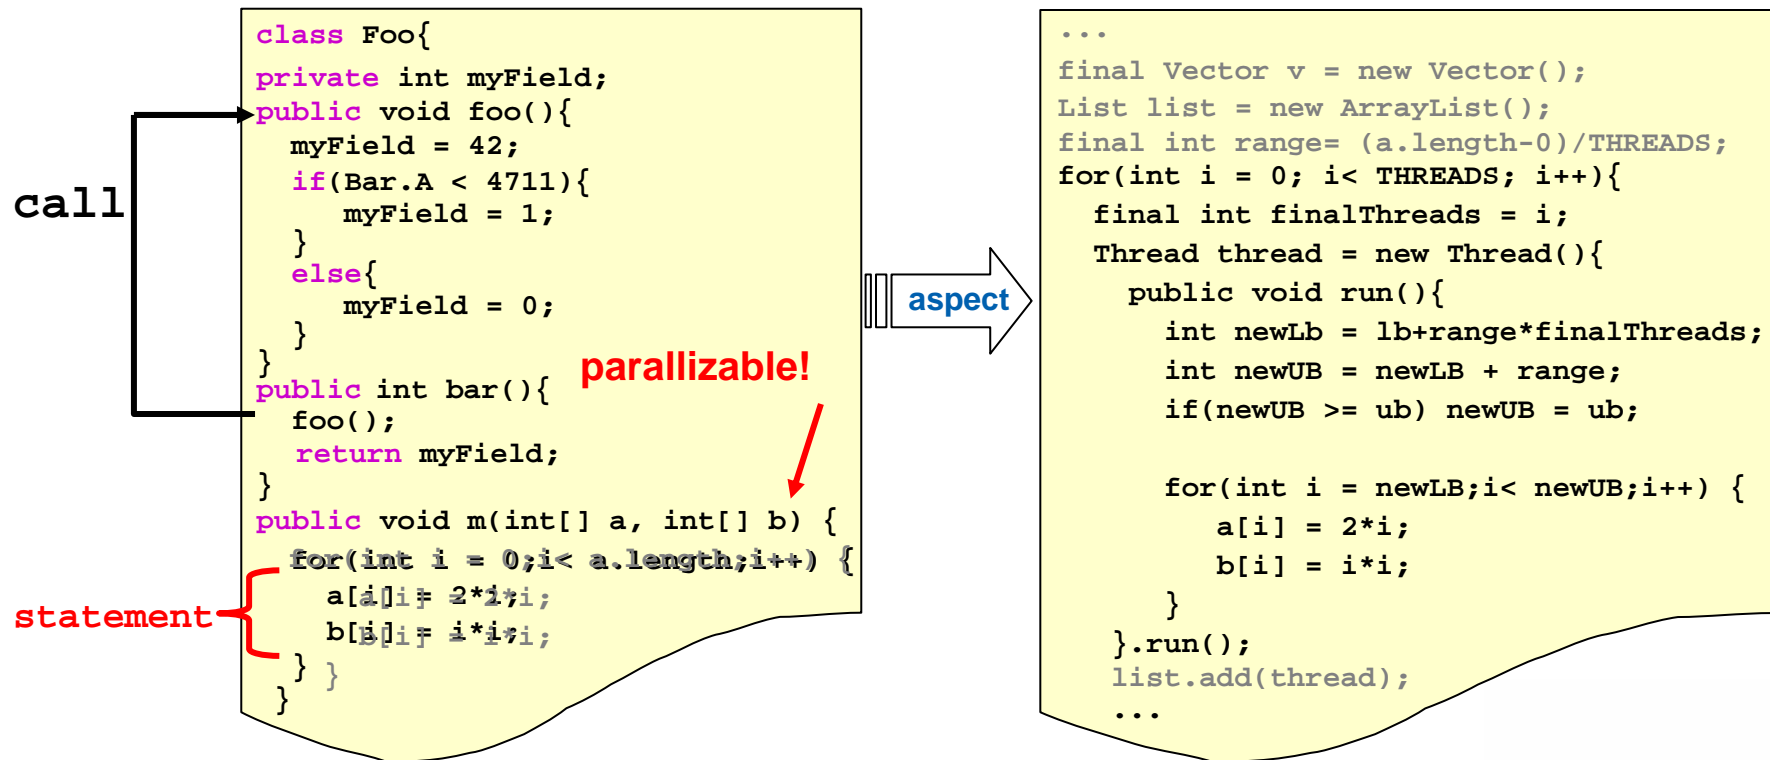 call
class Foo{
private int myField;
public void foo(){
myField = 42;
if(Bar.A < 4711){
myField = 1;
}
else{
myField = 0;
}
}
public int bar(){
foo();
return myField;
}
public void m(int[] a, int[] b) {
for(int i = 0;i< a.length;i++) {
a[i] = 2*i;
a[i] = 2*i;
b[i] = i*i;
b[i] = i*i;
}
}
}
parallizable!
statement
aspect
...
final Vector v = new Vector();
List list = new ArrayList();
final int range= (a.length-0)/THREADS;
for(int i = 0; i< THREADS; i++){
final int finalThreads = i;
Thread thread = new Thread(){
public void run(){
int newLb = lb+range*finalThreads;
int newUB = newLB + range;
if(newUB >= ub) newUB = ub;
for(int i = newLB;i< newUB;i++) {
a[i] = 2*i;
b[i] = i*i;
}
}.run();
list.add(thread);
...